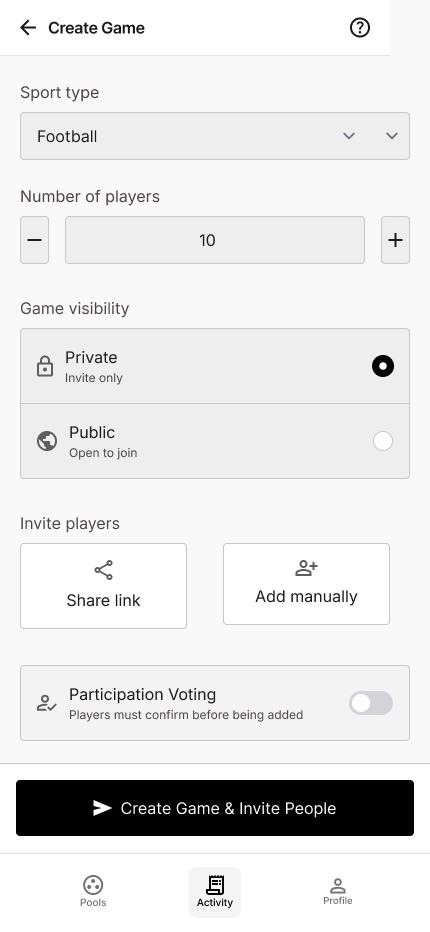 Create Game
Sport type
Football
Number of players
10
Game visibility
Private
Invite only
Public
Open to join
Invite players
Share link
Add manually
Participation Voting
Players must confirm before being added
Create Game & Invite People
Pools
Activity
Profile